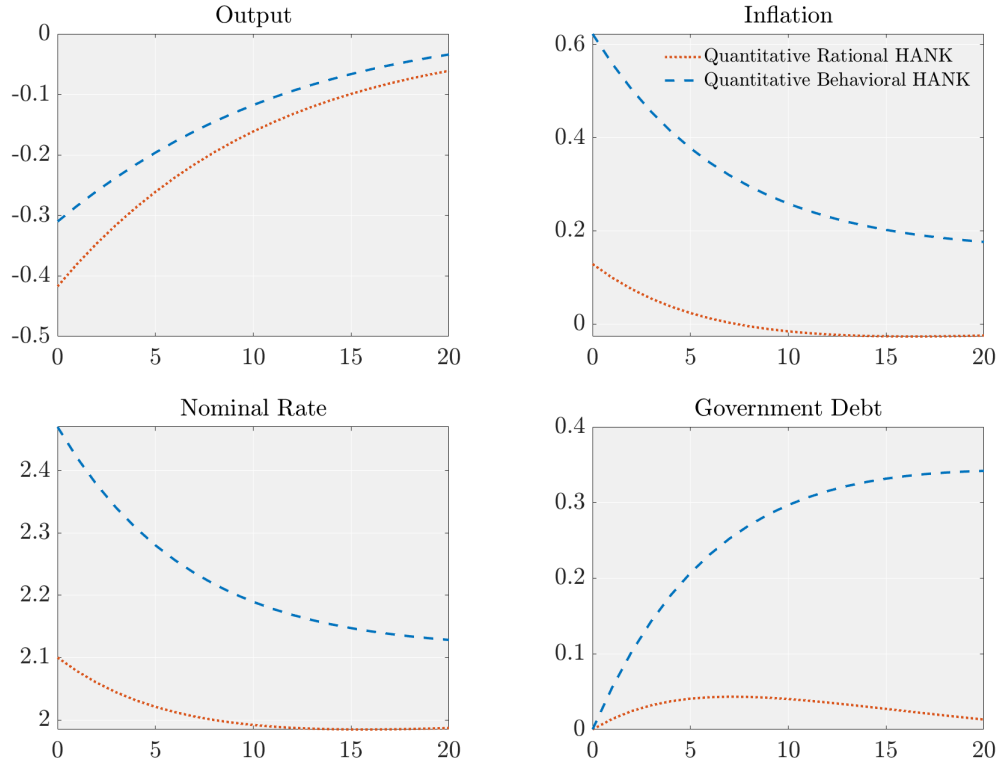 Output
0
-0.1
-0.2
-0.3
-0.4
-0.5
0 5 10 15 20
Inflation
0.6
0.4
0.2
0
0 5 10 15 20
Quantitative Rational HANK
Quantitative Behavioral HANK
Nominal Rate
2.4
2.3
2.2
2.1
2
0 5 10 15 20
Government Debt
0.4
0.3
0.2
0.1
0
0 5 10 15 20